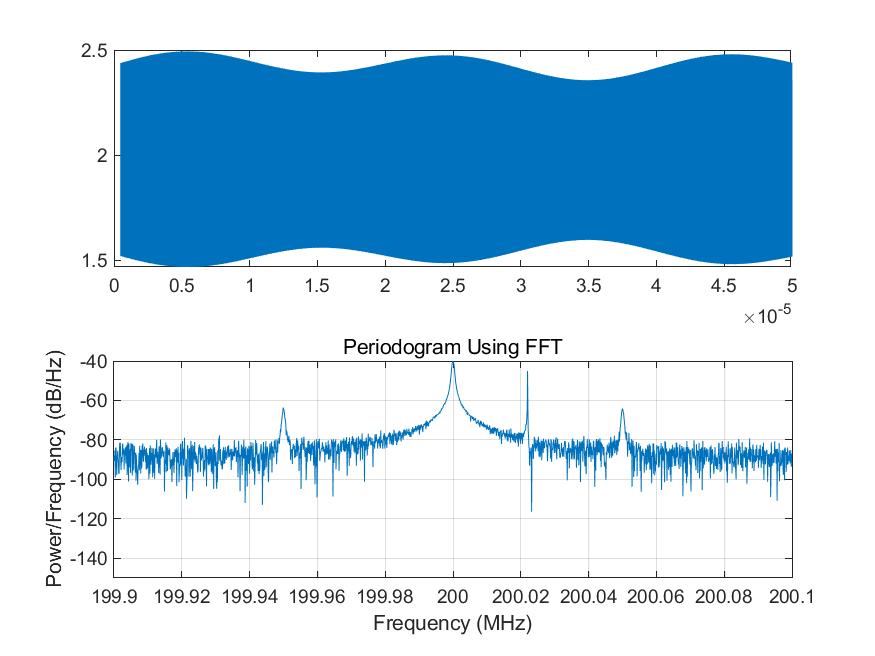 2.5
2
1.5
0 0.5 1 1.5 2 2.5 3 3.5 4 4.5 5
×10-5
Periodogram Using FFT
Power/Frequency (dB/Hz)
-40
-60
-80
-100
-120
-140
199.9 199.92 199.94 199.96 199.98 200 200.02 200.04 200.06 200.08 200.1
Frequency (MHz)